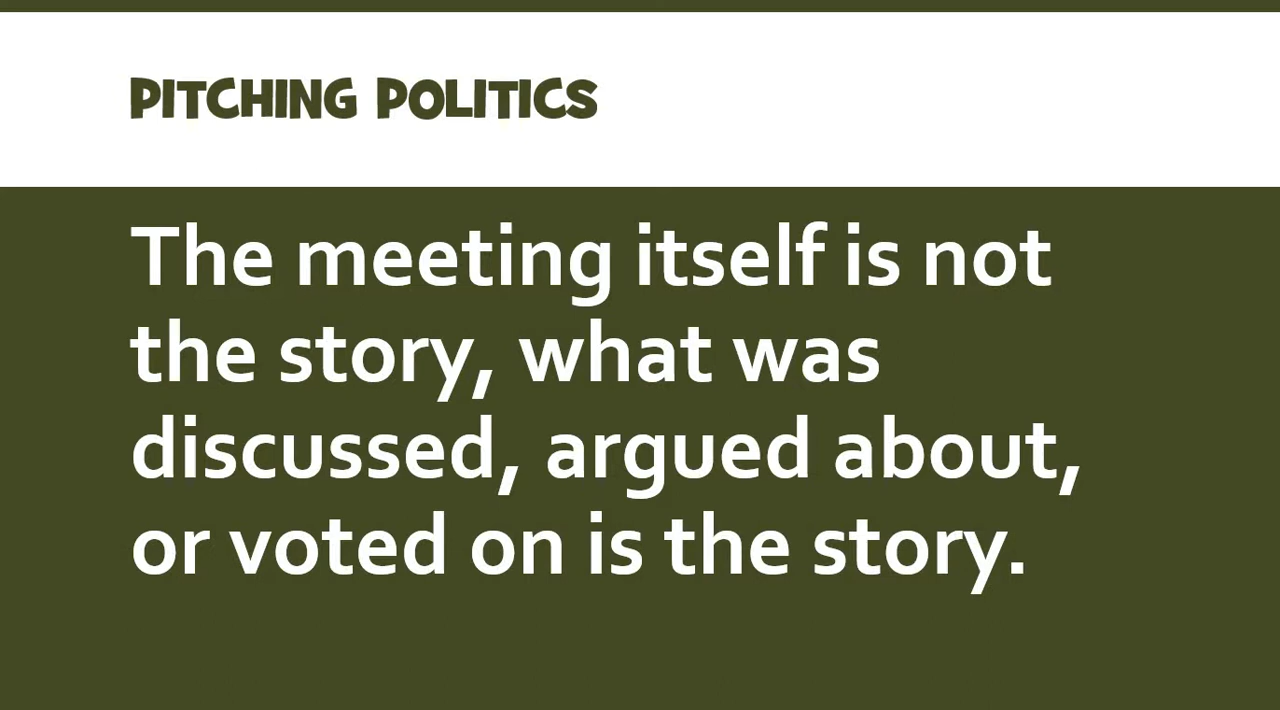 PITCHING POLITICS
The meeting itself is not
the story, what was
discussed, argued about,
or voted on is the story.